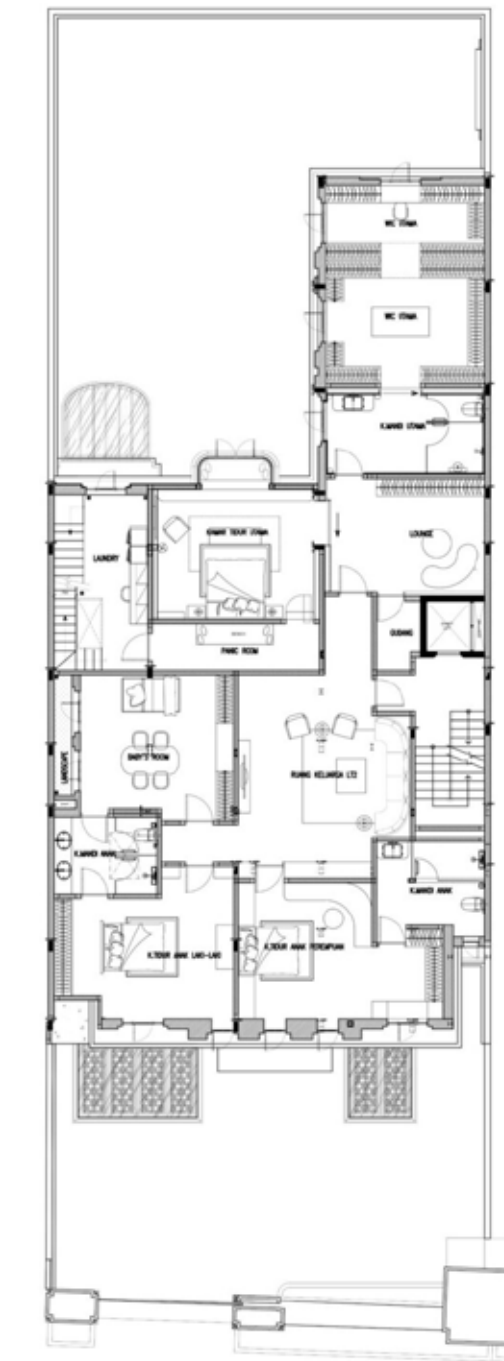 WIC UTAMA
WIC UTAMA
K.MANDI UTAMA
LOUNGE
KAMAR TIDUR UTAMA
LAUNDRY
GUDANG
PANIC ROOM
BABY'S ROOM
LANDSCAPE
RUANG KELUARGA LT2
K.MANDI ANAK
K.MANDI ANAK
K.TIDUR ANAK LAKI-LAKI
K.TIDUR ANAK PEREMPUAN